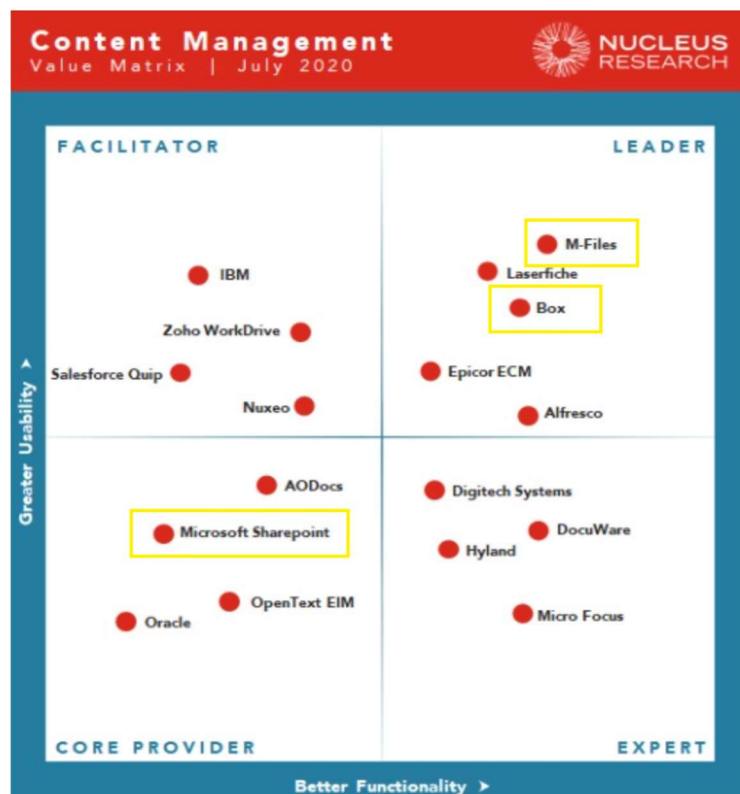 Content Management
Value Matrix | July 2020
NUCLEUS
RESEARCH
FACILITATOR
LEADER
M-Files
Laserfiche
IBM
Box
Zoho WorkDrive
Salesforce Quip
Epicor ECM
Nuxeo
Alfresco
Greater Usability >
AODocs
Digitech Systems
Microsoft Sharepoint
DocuWare
Hyland
OpenText EIM
Oracle
Micro Focus
CORE PROVIDER
EXPERT
Better Functionality >